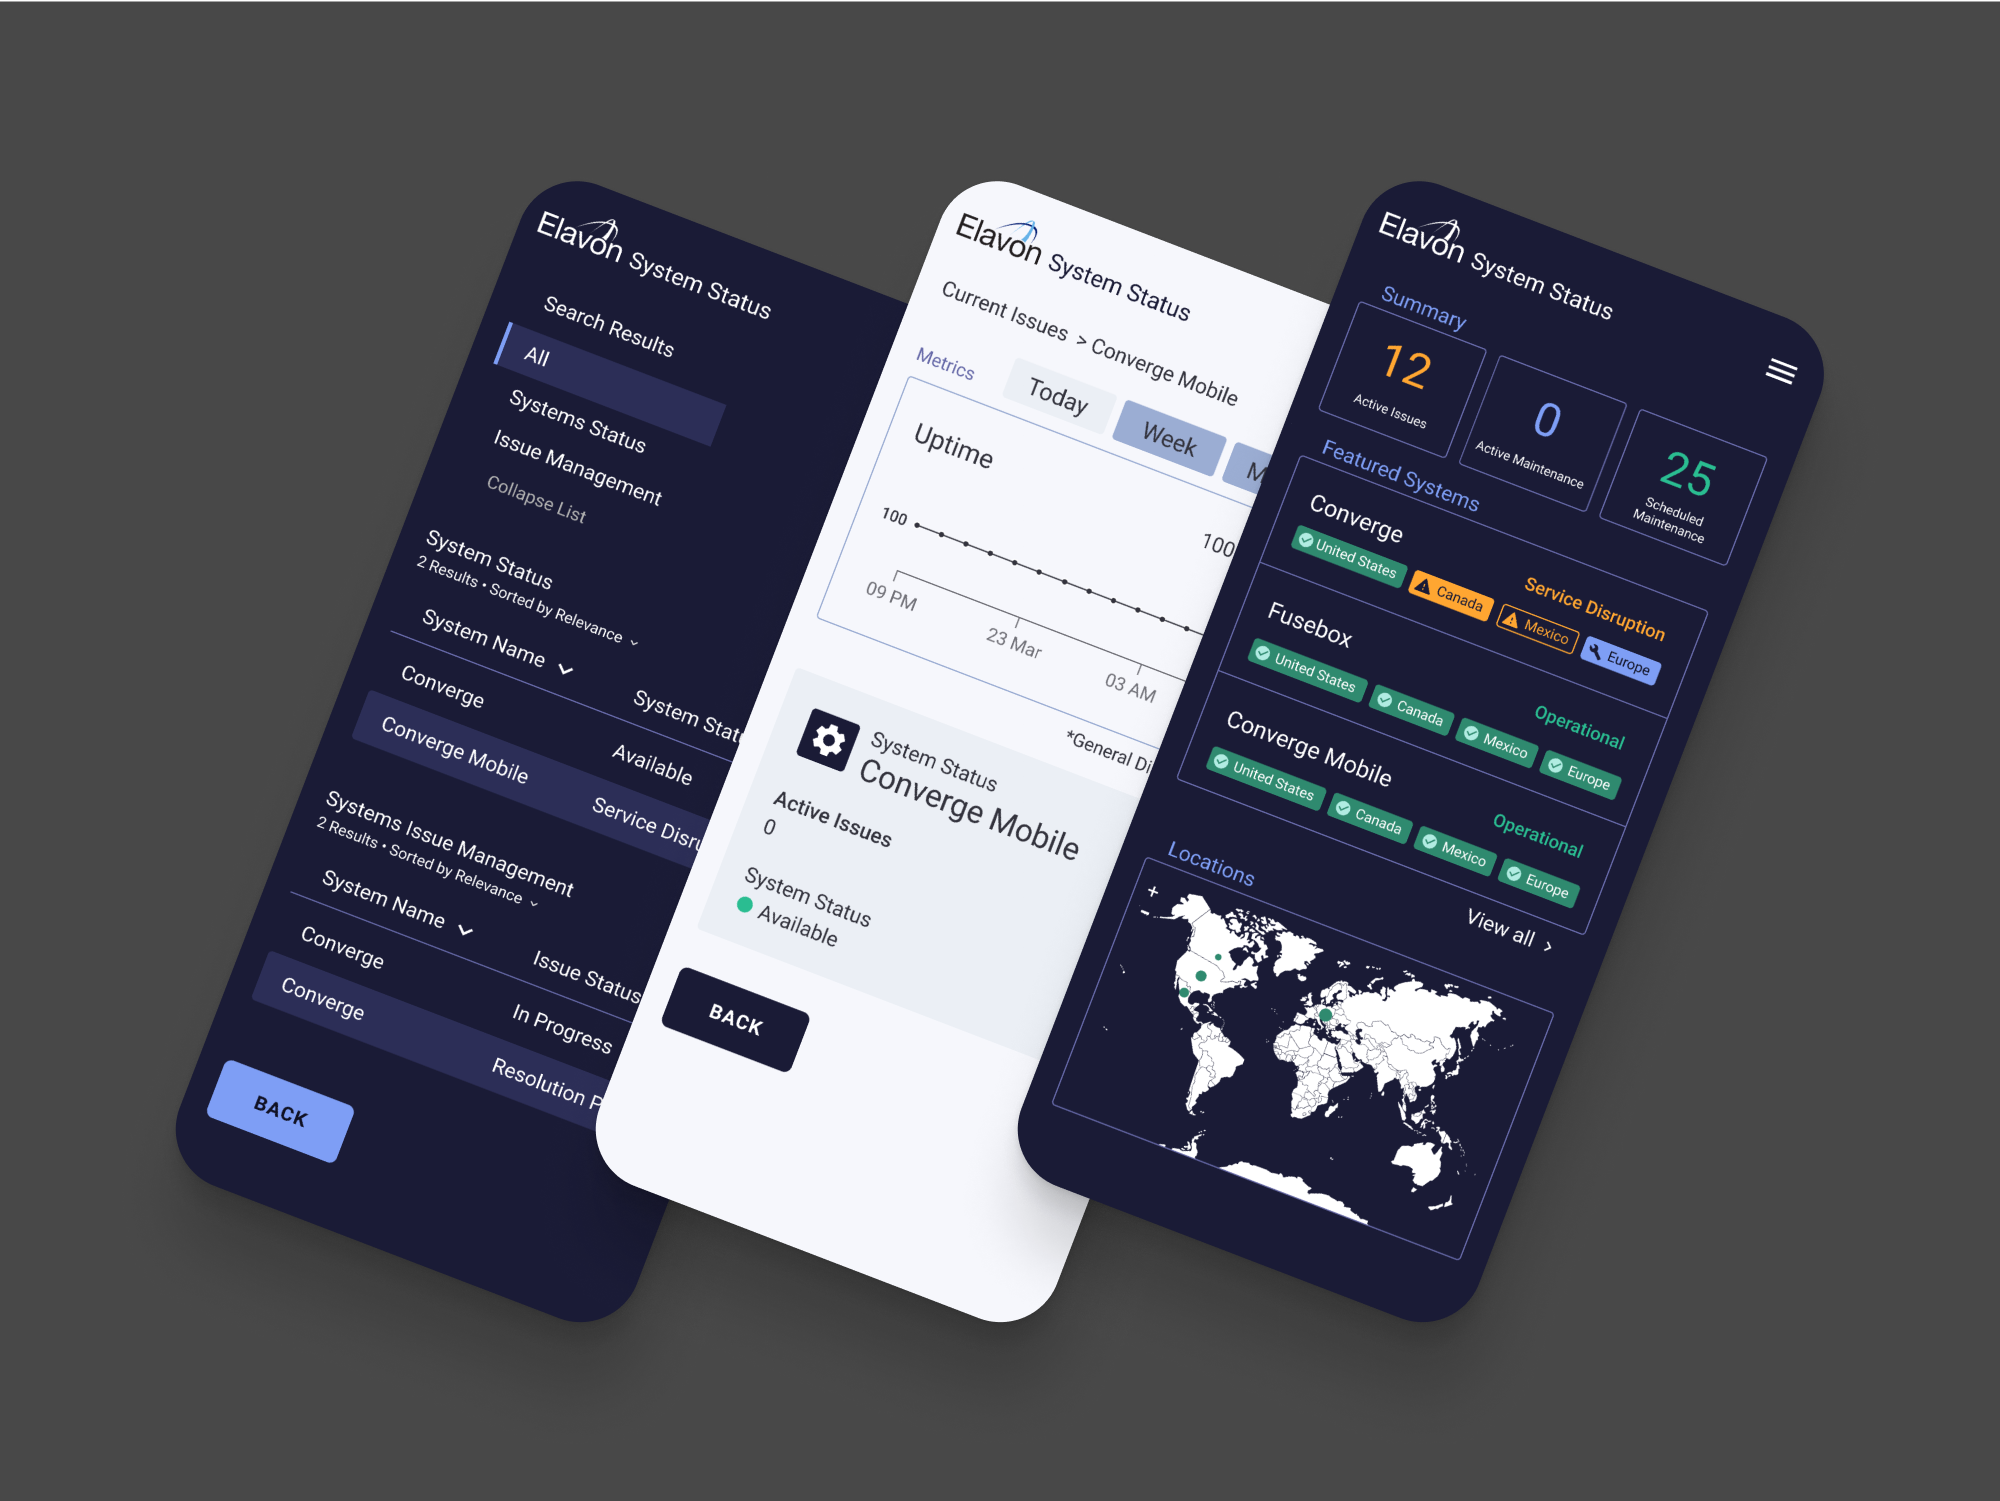 Elavon System Status
Search Results
All
Systems Status
Issue Management
Collapse List
System Status
2 Results • Sorted by Relevance
System Name
System
Converge
Available
Converge Mobile
Service
Systems Issue Management
2 Results • Sorted by Relevance
System Name
Issue Status
Converge
In Progress
Converge
Resolution
BACK
Elavon System Status
Current Issues > Converge Mobile
Metrics
Today
Week
M
Uptime
100
100
09 PM
23 Mar
03 AM
*General
System Status
Converge Mobile
Active Issues
0
System Status
Available
BACK
Elavon System Status
Summary
12
Active Issues
0
Active Maintenance
25
Scheduled
Maintenance
Featured Systems
Converge
Service Disruption
United States
Canada
Mexico
Europe
Fusebox
Operational
United States
Canada
Mexico
Europe
Converge Mobile
Operational
United States
Canada
Mexico
Europe
View all >
Locations
+
-